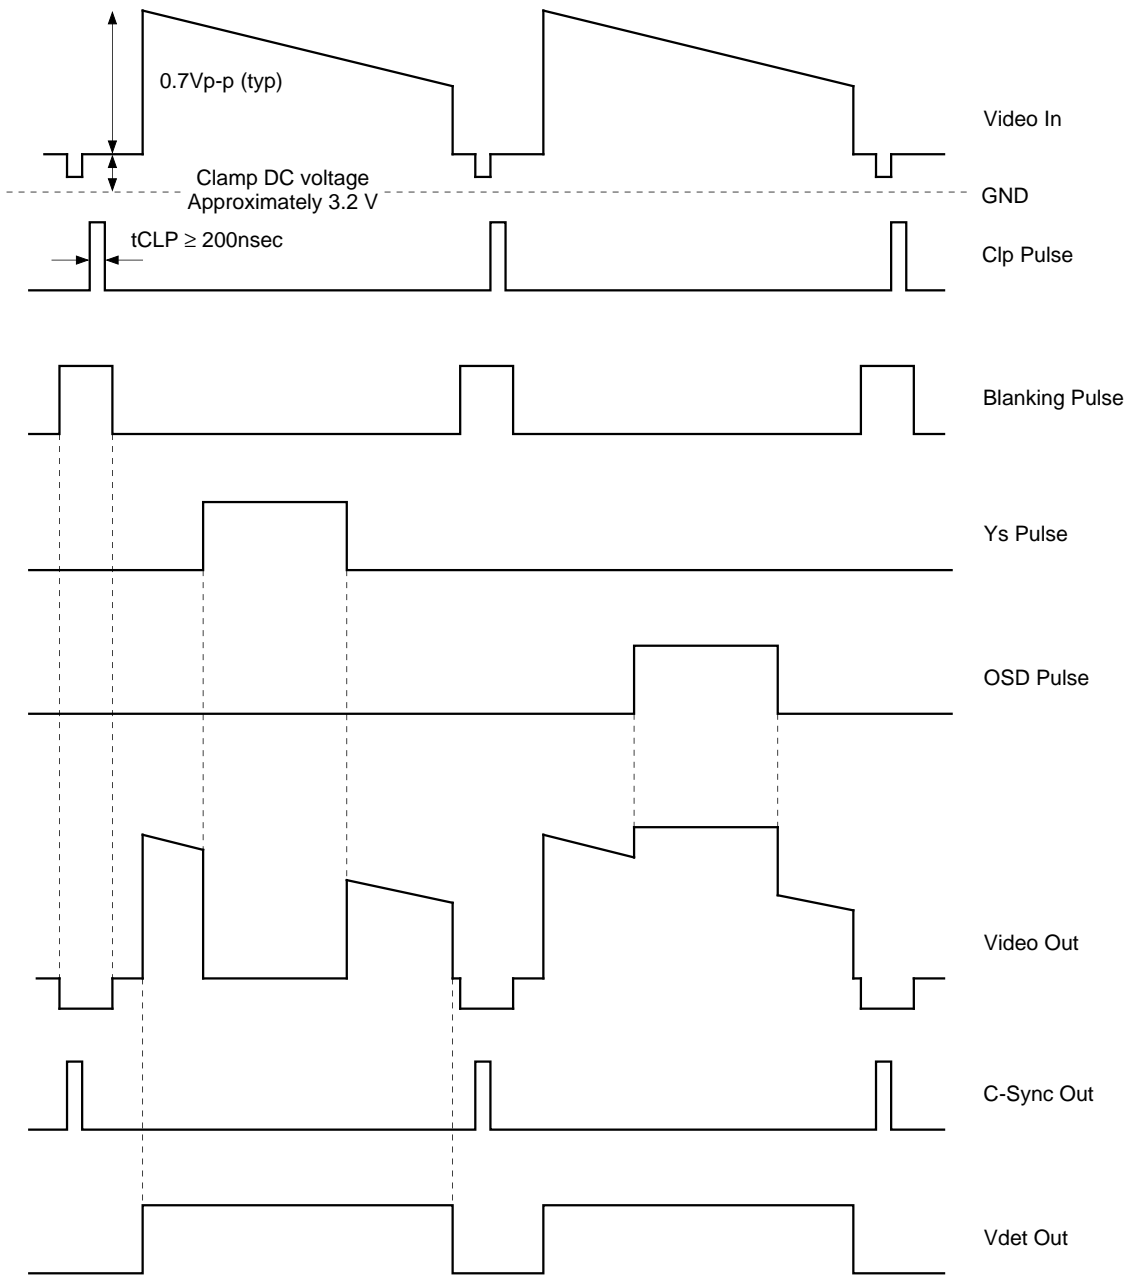 0.7Vp-p (typ)
Video In
Clamp DC voltage
Approximately 3.2 V
GND
tCLP ≥ 200nsec
Clp Pulse
Blanking Pulse
Ys Pulse
OSD Pulse
Video Out
C-Sync Out
Vdet Out